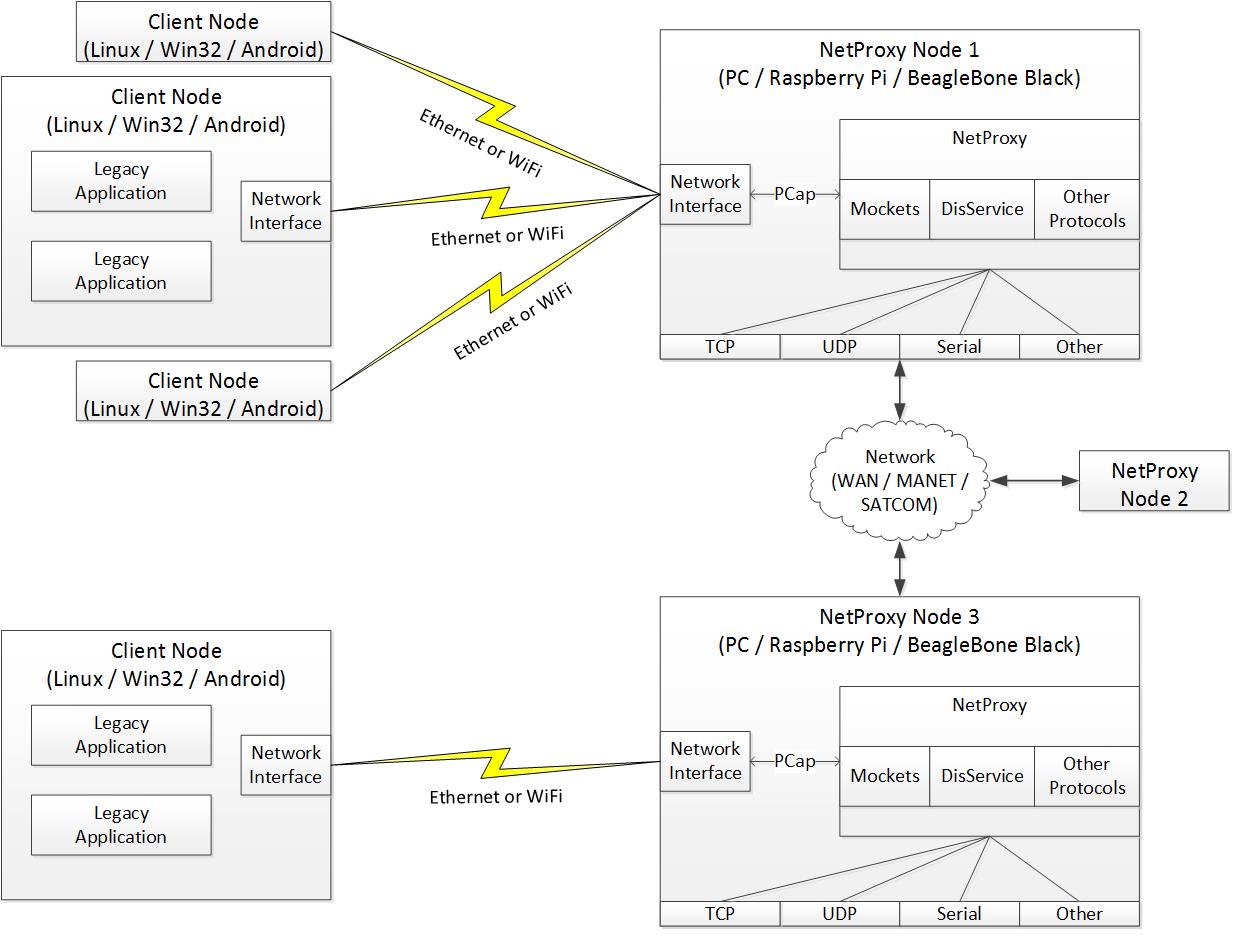 Client Node
(Linux / Win32 / Android)
Client Node
(Linux / Win32 / Android)
Legacy
Application
Legacy
Application
Network
Interface
Client Node
(Linux / Win32 / Android)
Ethernet or WiFi
Ethernet or WiFi
Ethernet or WiFi
NetProxy Node 1
(PC / Raspberry Pi / BeagleBone Black)
Network
Interface
PCap
NetProxy
Mockets
DisService
Other
Protocols
TCP
UDP
Serial
Other
Network
(WAN / MANET /
SATCOM)
NetProxy
Node 2
Client Node
(Linux / Win32 / Android)
Legacy
Application
Legacy
Application
Network
Interface
Ethernet or WiFi
NetProxy Node 3
(PC / Raspberry Pi / BeagleBone Black)
Network
Interface
PCap
NetProxy
Mockets
DisService
Other
Protocols
TCP
UDP
Serial
Other